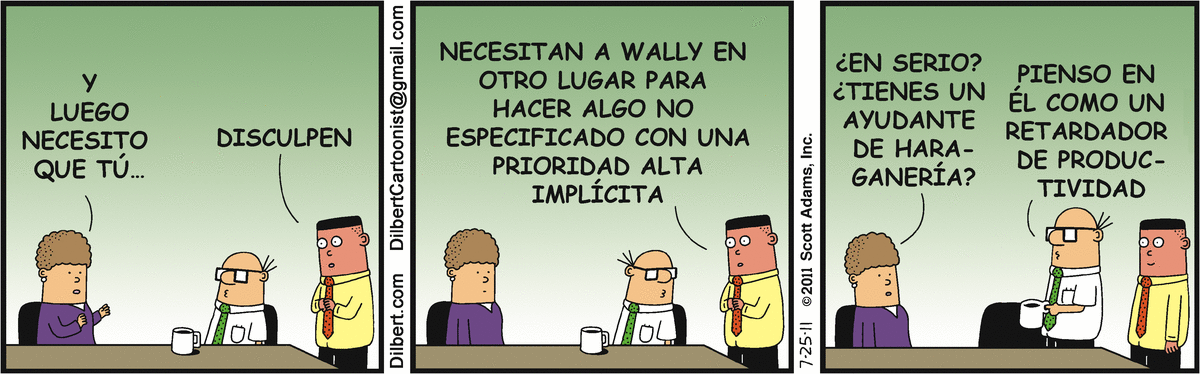 Y
LUEGO
NECESITO
QUE TÚ...
DISCULPEN
Dilbert.com DilbertCartoonist@gmail.com
NECESITAN A WALLY EN
OTRO LUGAR PARA
HACER ALGO NO
ESPECIFICADO CON UNA
PRIORIDAD ALTA
IMPLÍCITA
7-25-11 ©2011 Scott Adams, Inc.
¿EN SERIO?
¿TIENES UN
AYUDANTE
DE HARA-
GANERÍA?
PIENSO EN
ÉL COMO UN
RETARDADOR
DE PRODUC-
TIVIDAD